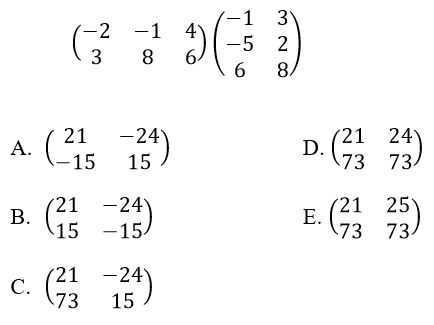 (−2 −1 4
3 8 6) (−1 3
−5 2
6 8)
A. (21 −24
−15 15)
D. (21 24
73 73)
B. (21 −24
15 −15)
E. (21 25
73 73)
C. (21 −24
73 15)